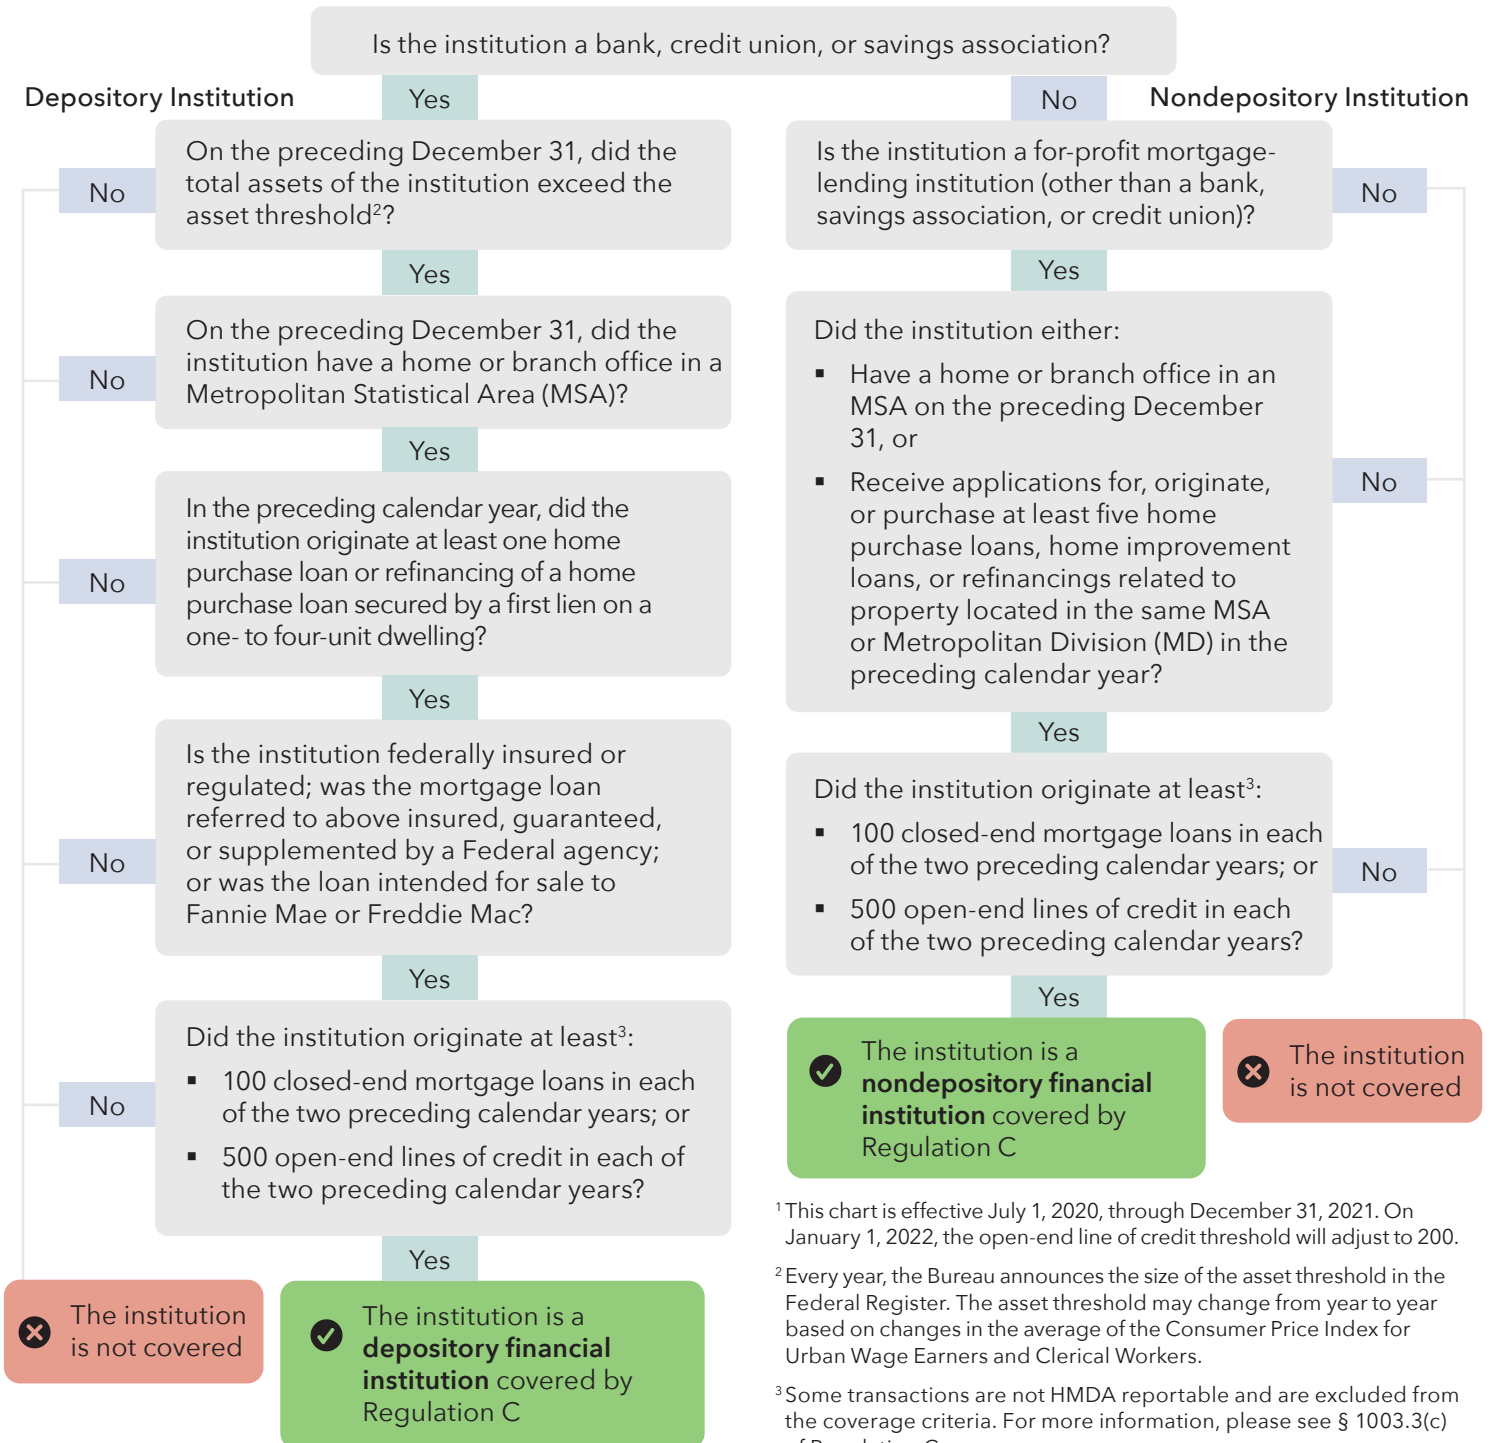 Is the institution a bank, credit union, or savings association?
Depository Institution
Yes
On the preceding December 31, did the
total assets of the institution exceed the
asset threshold²?
No
Yes
On the preceding December 31, did the
institution have a home or branch office in a
Metropolitan Statistical Area (MSA)?
No
Yes
In the preceding calendar year, did the
institution originate at least one home
purchase loan or refinancing of a home
purchase loan secured by a first lien on a
one- to four-unit dwelling?
No
Yes
Is the institution federally insured or
regulated; was the mortgage loan
referred to above insured, guaranteed,
or supplemented by a Federal agency;
or was the loan intended for sale to
Fannie Mae or Freddie Mac?
No
Yes
Did the institution originate at least³:
▪ 100 closed-end mortgage loans in each
of the two preceding calendar years; or
▪ 500 open-end lines of credit in each of
the two preceding calendar years?
No
Yes
The institution
is not covered
The institution is a
depository financial
institution covered by
Regulation C
No
Nondepository Institution
Is the institution a for-profit mortgage-
lending institution (other than a bank,
savings association, or credit union)?
No
Yes
Did the institution either:
▪ Have a home or branch office in an
MSA on the preceding December
31, or
▪ Receive applications for, originate,
or purchase at least five home
purchase loans, home improvement
loans, or refinancings related to
property located in the same MSA
or Metropolitan Division (MD) in the
preceding calendar year?
No
Yes
Did the institution originate at least³:
▪ 100 closed-end mortgage loans in each
of the two preceding calendar years; or
▪ 500 open-end lines of credit in each
of the two preceding calendar years?
No
Yes
The institution is a
nondepository financial
institution covered by
Regulation C
The institution
is not covered
¹ This chart is effective July 1, 2020, through December 31, 2021. On
January 1, 2022, the open-end line of credit threshold will adjust to 200.
² Every year, the Bureau announces the size of the asset threshold in the
Federal Register. The asset threshold may change from year to year
based on changes in the average of the Consumer Price Index for
Urban Wage Earners and Clerical Workers.
³ Some transactions are not HMDA reportable and are excluded from
the coverage criteria. For more information, please see § 1003.3(c)